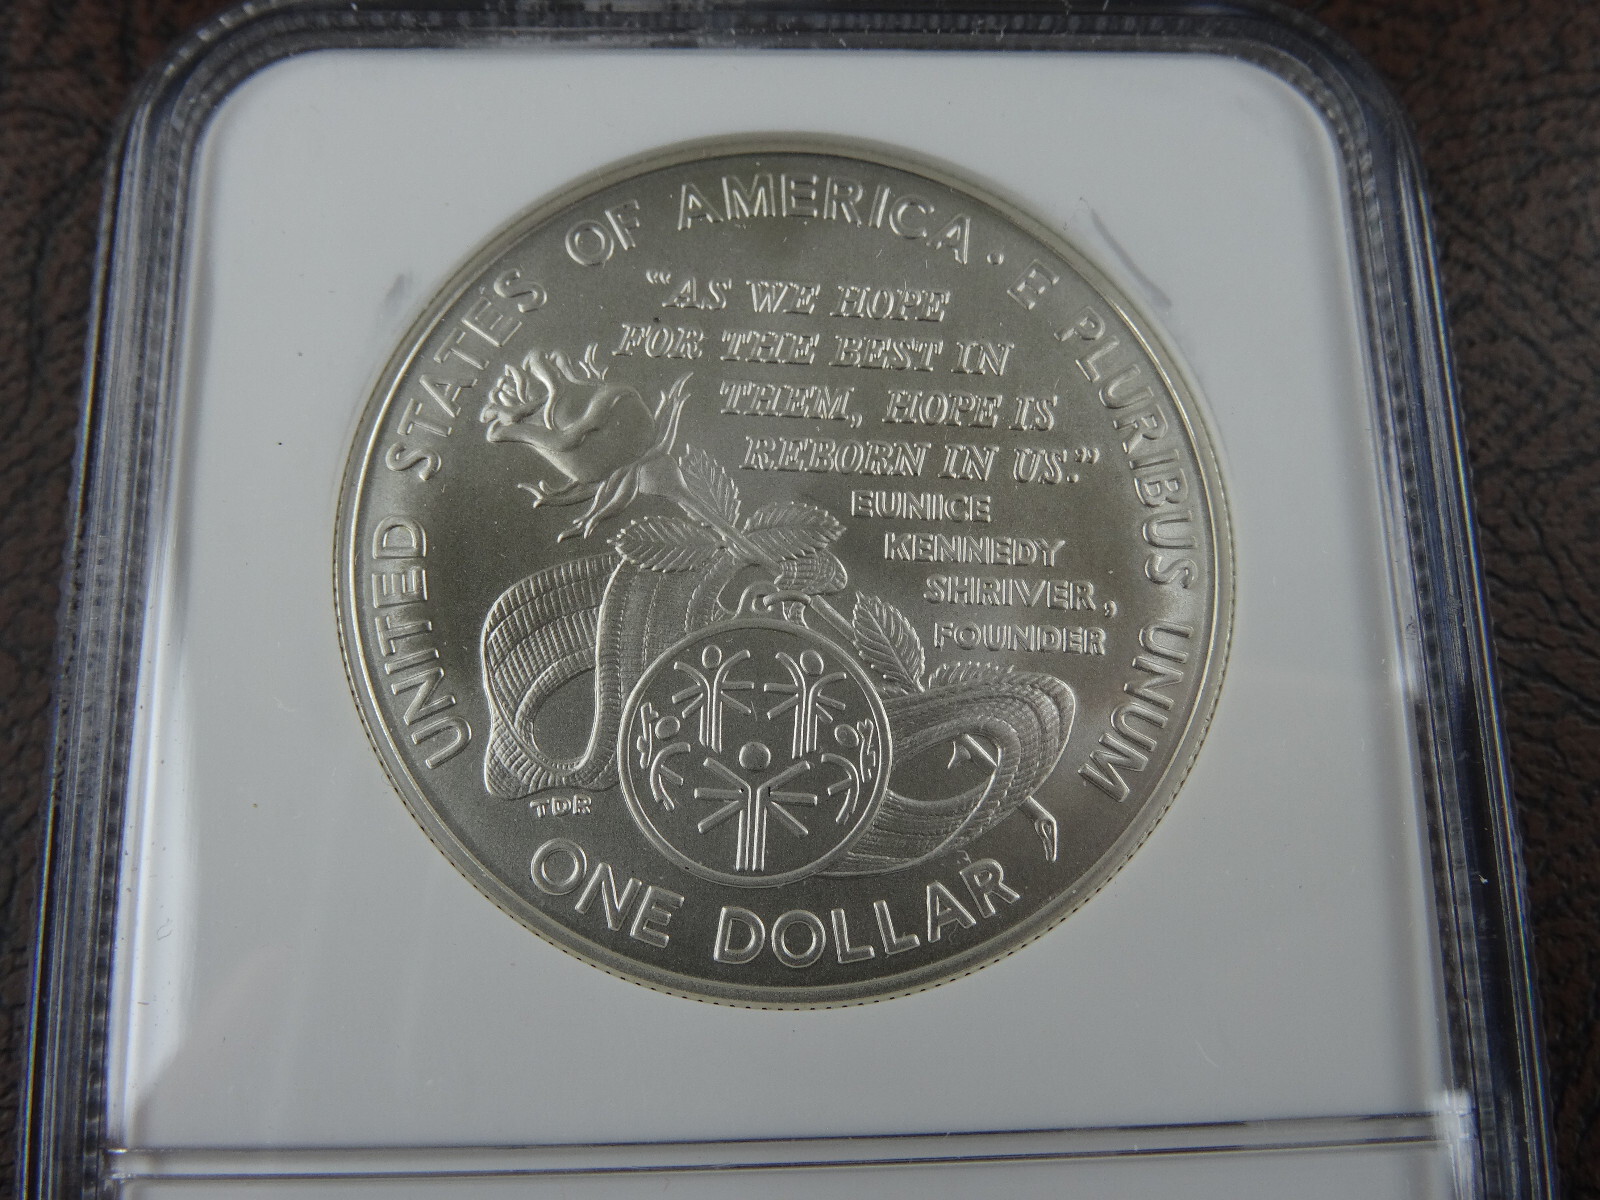 UNITED STATES OF AMERICA · E PLURIBUS UNUM
“AS WE HOPE
FOR THE BEST IN
THEM, HOPE IS
REBORN IN US.”
EUNICE
KENNEDY
SHRIVER,
FOUNDER
TDR
ONE DOLLAR